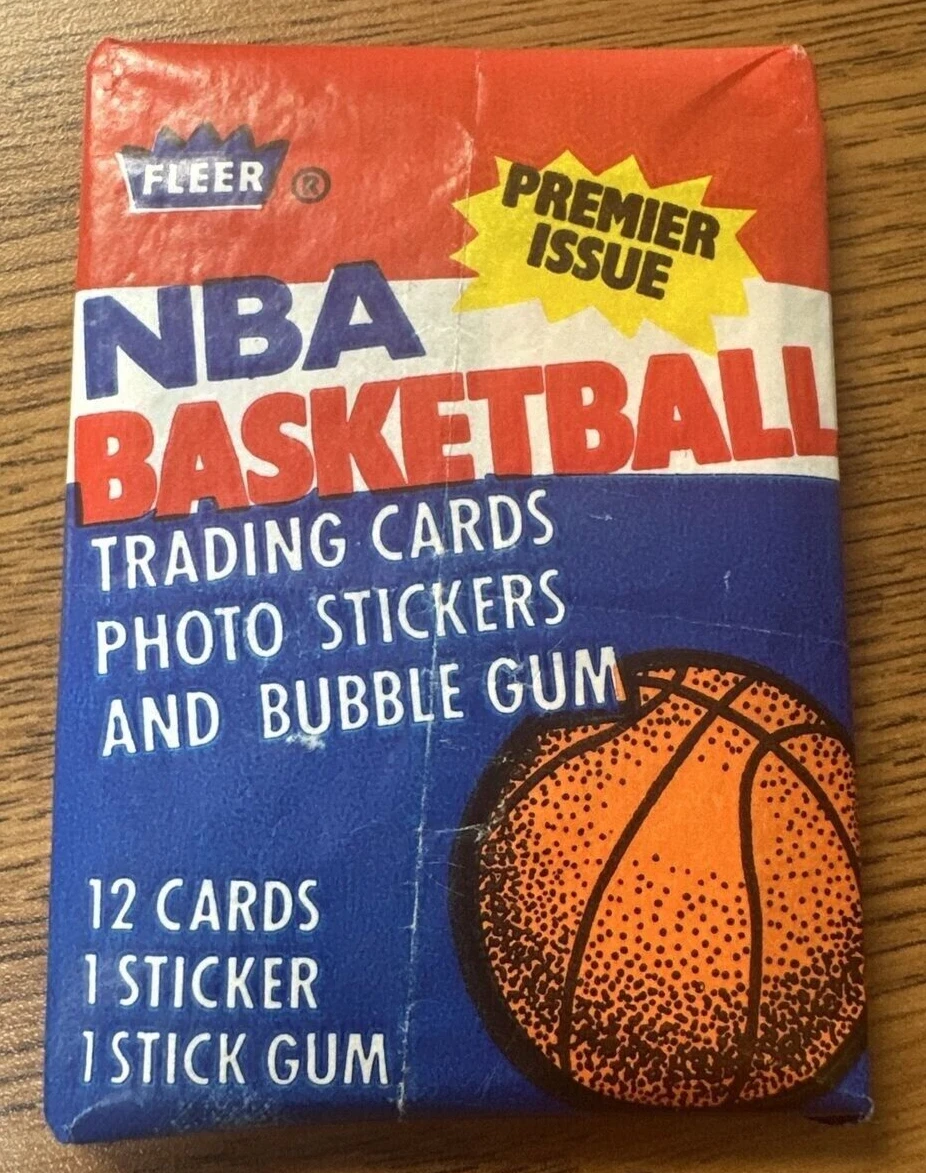 FLEER ®
PREMIER
ISSUE
NBA
BASKETBALL
TRADING CARDS
PHOTO STICKERS
AND BUBBLE GUM
12 CARDS
1 STICKER
1 STICK GUM